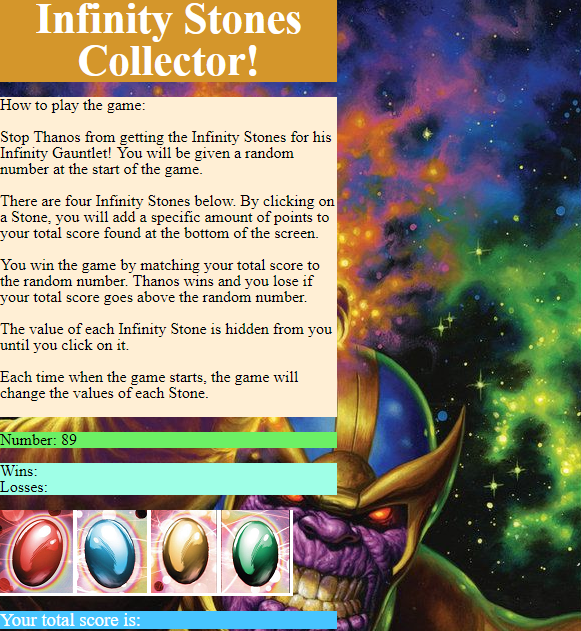 Infinity Stones
Collector!
How to play the game:
Stop Thanos from getting the Infinity Stones for his
Infinity Gauntlet! You will be given a random
number at the start of the game.
There are four Infinity Stones below. By clicking on
a Stone, you will add a specific amount of points to
your total score found at the bottom of the screen.
You win the game by matching your total score to
the random number. Thanos wins and you lose if
your total score goes above the random number.
The value of each Infinity Stone is hidden from you
until you click on it.
Each time when the game starts, the game will
change the values of each Stone.
Number: 89
Wins:
Losses:
Your total score is: